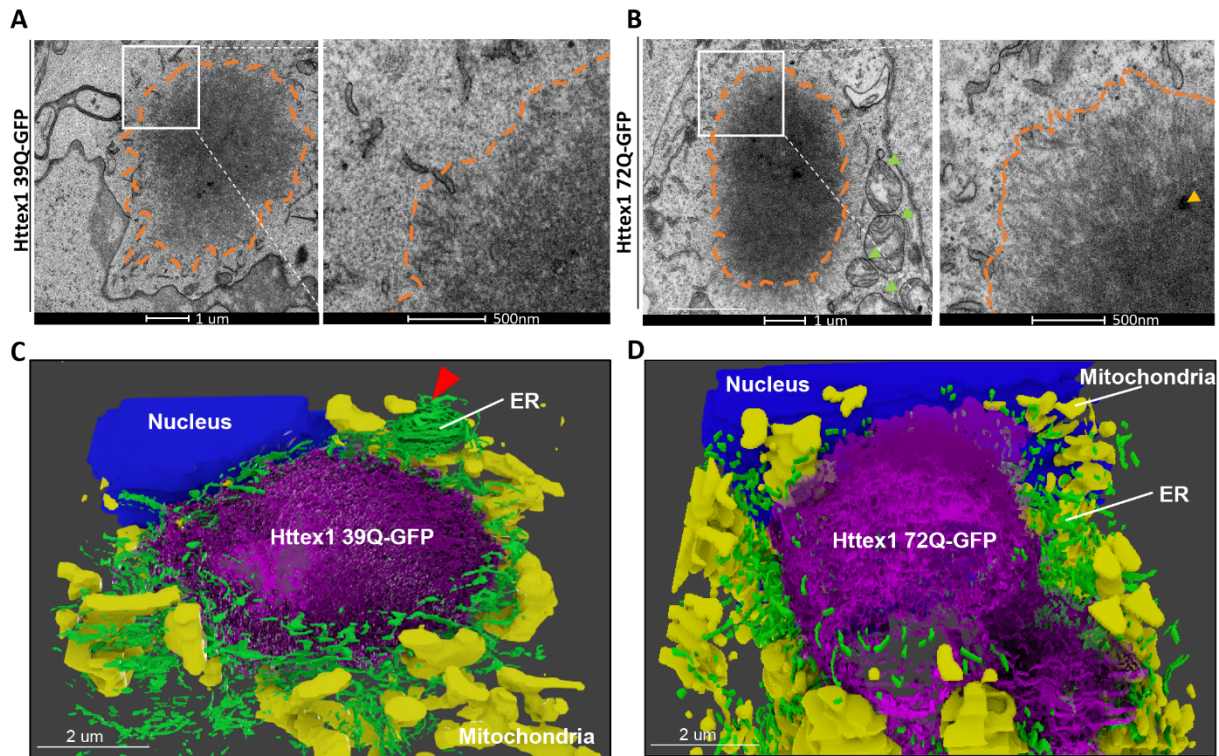 A
B
Httex1 39Q-GFP
1 um
500nm
Httex1 72Q-GFP
1 um
500nm
C
D
Nucleus
ER
Httex1 39Q-GFP
2 um
Mitochondria
Nucleus
Mitochondria
ER
Httex1 72Q-GFP
2 um